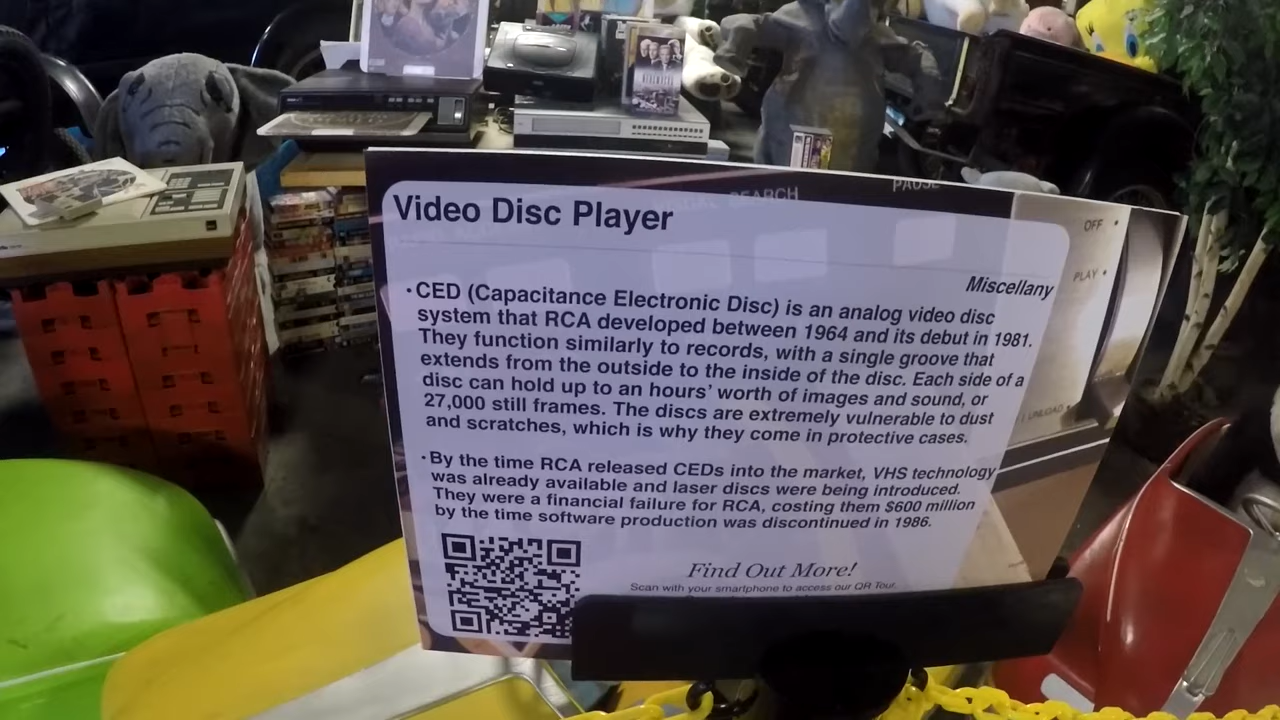 VISUAL SEARCH
PAUSE
OFF
PLAY
UNLOAD
Video Disc Player
Miscellany
• CED (Capacitance Electronic Disc) is an analog video disc
system that RCA developed between 1964 and its debut in 1981.
They function similarly to records, with a single groove that
extends from the outside to the inside of the disc. Each side of a
disc can hold up to an hours' worth of images and sound, or
27,000 still frames. The discs are extremely vulnerable to dust
and scratches, which is why they come in protective cases.
• By the time RCA released CEDs into the market, VHS technology
was already available and laser discs were being introduced.
They were a financial failure for RCA, costing them $600 million
by the time software production was discontinued in 1986.
Find Out More!
Scan with your smartphone to access our QR Tour.